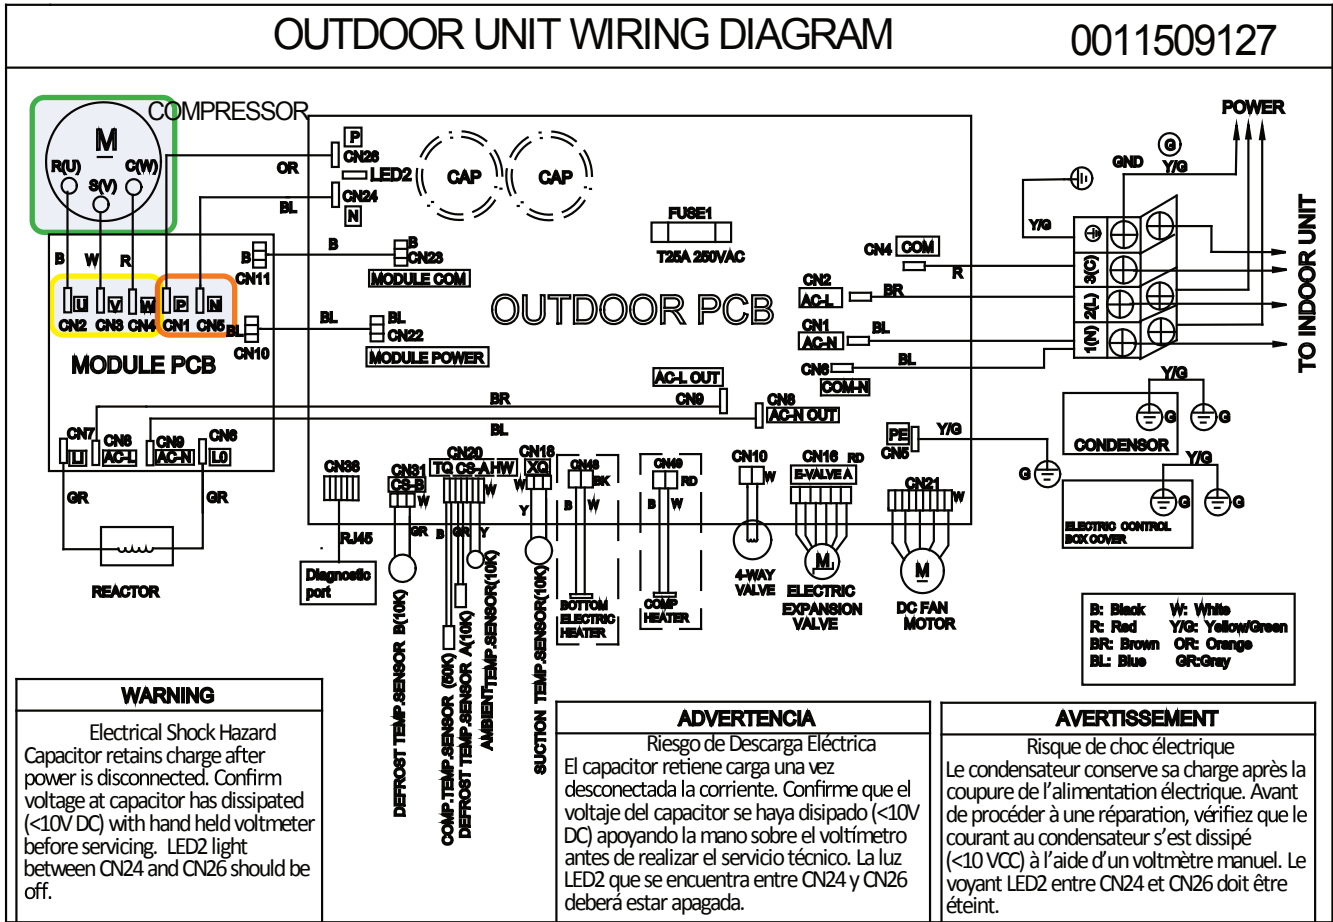 OUTDOOR UNIT WIRING DIAGRAM
0011509127
COMPRESSOR
M
R(U)
C(W)
S(V)
B
W
R
U
V
W
P
N
CN2
CN3
CN4
CN1
CN5
MODULE PCB
B
CN11
BL
CN10
P
CN26
OR
LED2
CN24
BL
N
CAP
CAP
FUSE1
T25A 250VAC
B
B
CN23
MODULE COM
BL
BL
CN22
MODULE POWER
OUTDOOR PCB
CN4
COM
R
CN2
AC-L
BR
CN1
AC-N
BL
CN6
COM-N
BL
POWER
GND
G
Y/G
Y/G
3(C)
2(L)
1(N)
TO INDOOR UNIT
AC-L OUT
CN9
BR
CN8
AC-N OUT
BL
CN7
LI
CN8
AC-L
CN9
AC-N
CN6
L0
GR
GR
REACTOR
PE
CN5
Y/G
G
Y/G
G
G
CONDENSOR
Y/G
G
G
ELECTRIC CONTROL
BOX COVER
CN36
RJ45
Diagnostic
port
CN31
CS-B
W
GR
DEFROST TEMP.SENSOR B(10K)
CN20
TQ CS-A HW
W
B
GR
Y
COMP.TEMP.SENSOR (50K)
DEFROST TEMP.SENSOR A(10K)
AMBIENT TEMP.SENSOR(10K)
CN18
XQ
W
Y
SUCTION TEMP.SENSOR(10K)
CN48
BK
B
W
BOTTOM
ELECTRIC
HEATER
CN49
RD
B
W
COMP
HEATER
CN10
W
4-WAY
VALVE
CN16
RD
E-VALVE A
M
ELECTRIC
EXPANSION
VALVE
CN21
W
M
DC FAN
MOTOR
B: Black W: White
R: Red Y/G: Yellow/Green
BR: Brown OR: Orange
BL: Blue GR:Gray
WARNING
Electrical Shock Hazard
Capacitor retains charge after
power is disconnected. Confirm
voltage at capacitor has dissipated
(<10V DC) with hand held voltmeter
before servicing. LED2 light
between CN24 and CN26 should be
off.
ADVERTENCIA
Riesgo de Descarga Eléctrica
El capacitor retiene carga una vez
desconectada la corriente. Confirme que el
voltaje del capacitor se haya disipado (<10V
DC) apoyando la mano sobre el voltímetro
antes de realizar el servicio técnico. La luz
LED2 que se encuentra entre CN24 y CN26
deberá estar apagada.
AVERTISSEMENT
Risque de choc électrique
Le condensateur conserve sa charge après la
coupure de l’alimentation électrique. Avant
de procéder à une réparation, vérifiez que le
courant au condensateur s’est dissipé
(<10 VCC) à l’aide d’un voltmètre manuel. Le
voyant LED2 entre CN24 et CN26 doit être
éteint.